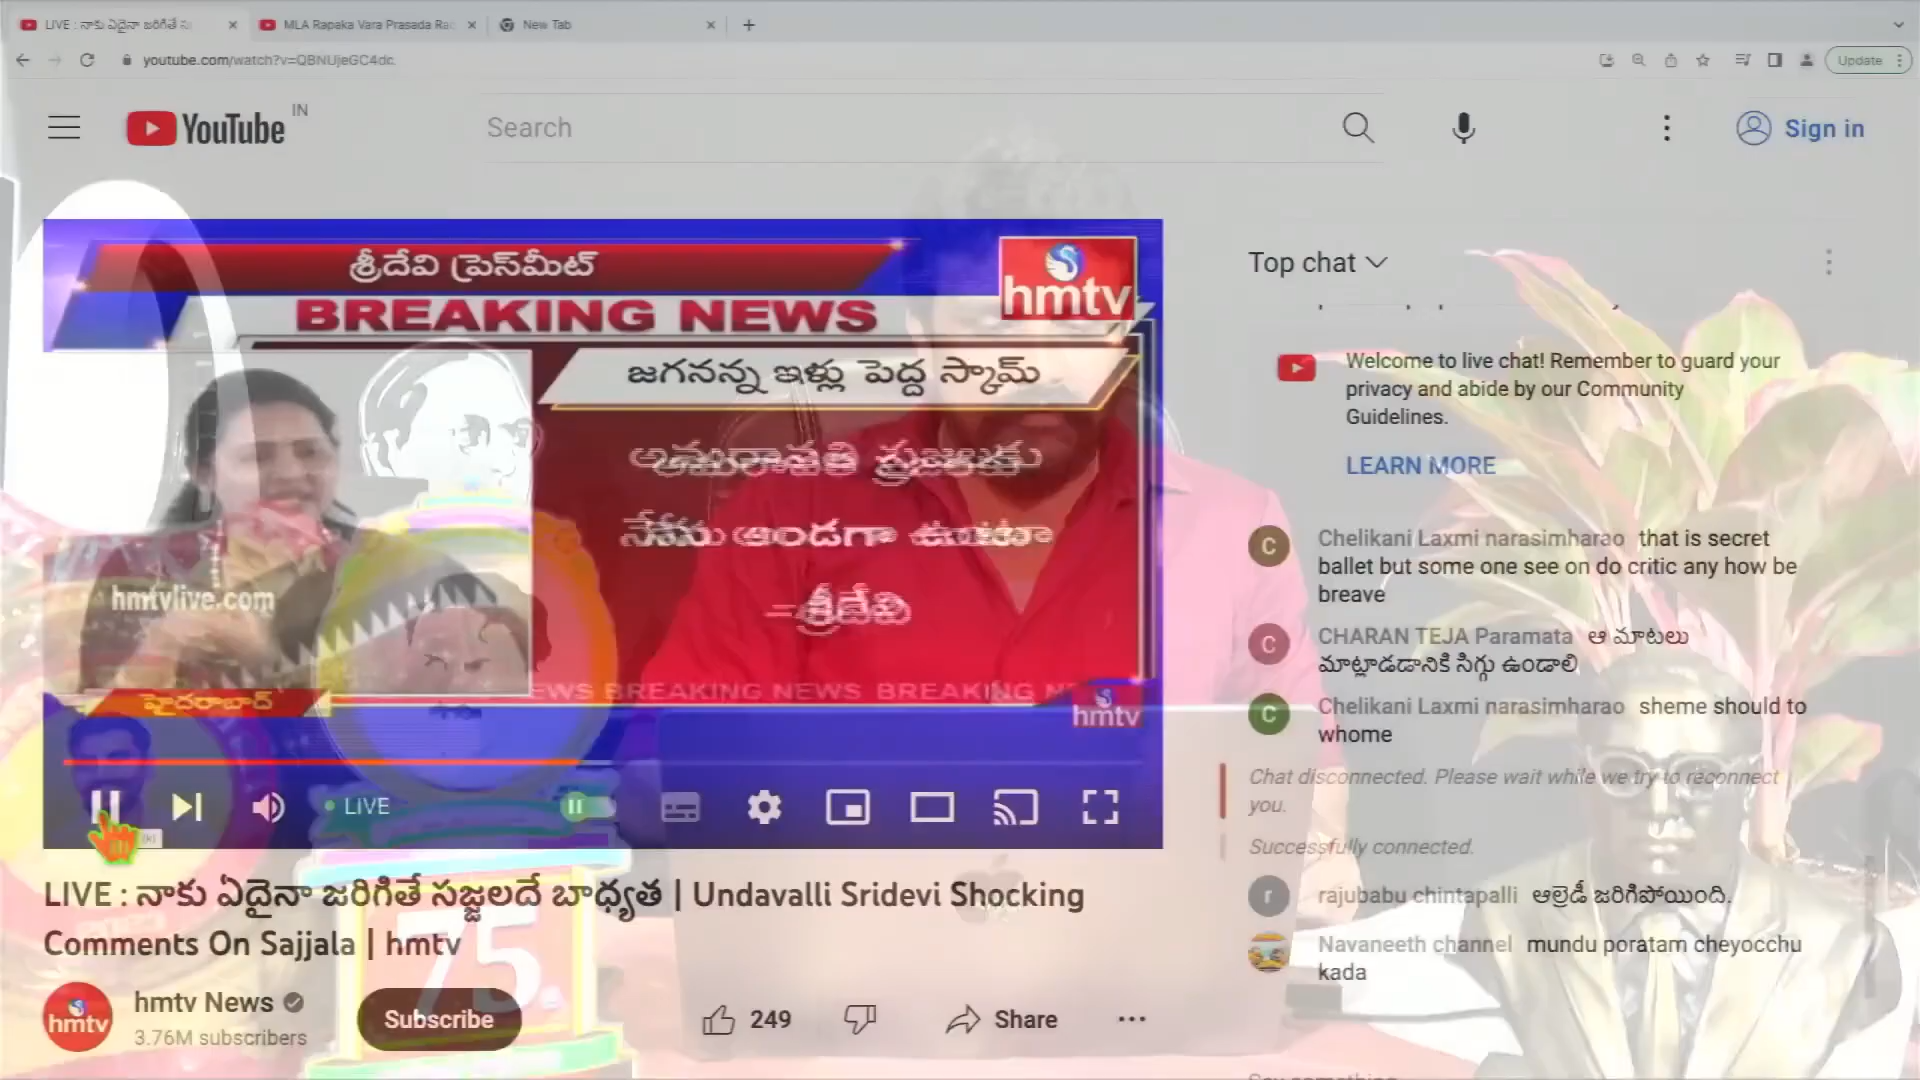 LIVE : నాకు ఏదైనా జరిగితే స
MLA Rapaka Vara Prasada Ra
New Tab
youtube.com/watch?v=QBNUjeGC4dc
Update
YouTube IN
Search
Sign in
శ్రీదేవి ప్రెస్‌మీట్
BREAKING NEWS
hmtv
జగనన్న ఇళ్లు పెద్ద స్కామ్
అమరావతి ప్రజలకు
నేను అండగా ఉంటా
-శ్రీదేవి
hmtvlive.com
హైదరాబాద్
EWS BREAKING NEWS BREAKING N
hmtv
LIVE
LIVE : నాకు ఏదైనా జరిగితే సజ్జలదే బాధ్యత | Undavalli Sridevi Shocking
Comments On Sajjala | hmtv
75
hmtv
hmtv News
3.76M subscribers
Subscribe
249
Share
Top chat
Welcome to live chat! Remember to guard your
privacy and abide by our Community
Guidelines.
LEARN MORE
C
Chelikani Laxmi narasimharao that is secret
ballet but some one see on do critic any how be
breave
C
CHARAN TEJA Paramata ఆ మాటలు
మాట్లాడడానికి సిగ్గు ఉండాలి
C
Chelikani Laxmi narasimharao sheme should to
whome
Chat disconnected. Please wait while we try to reconnect
you.
Successfully connected.
r
rajubabu chintapalli ఆల్రెడీ జరిగిపోయింది.
Navaneeth channel mundu poratam cheyocchu
kada